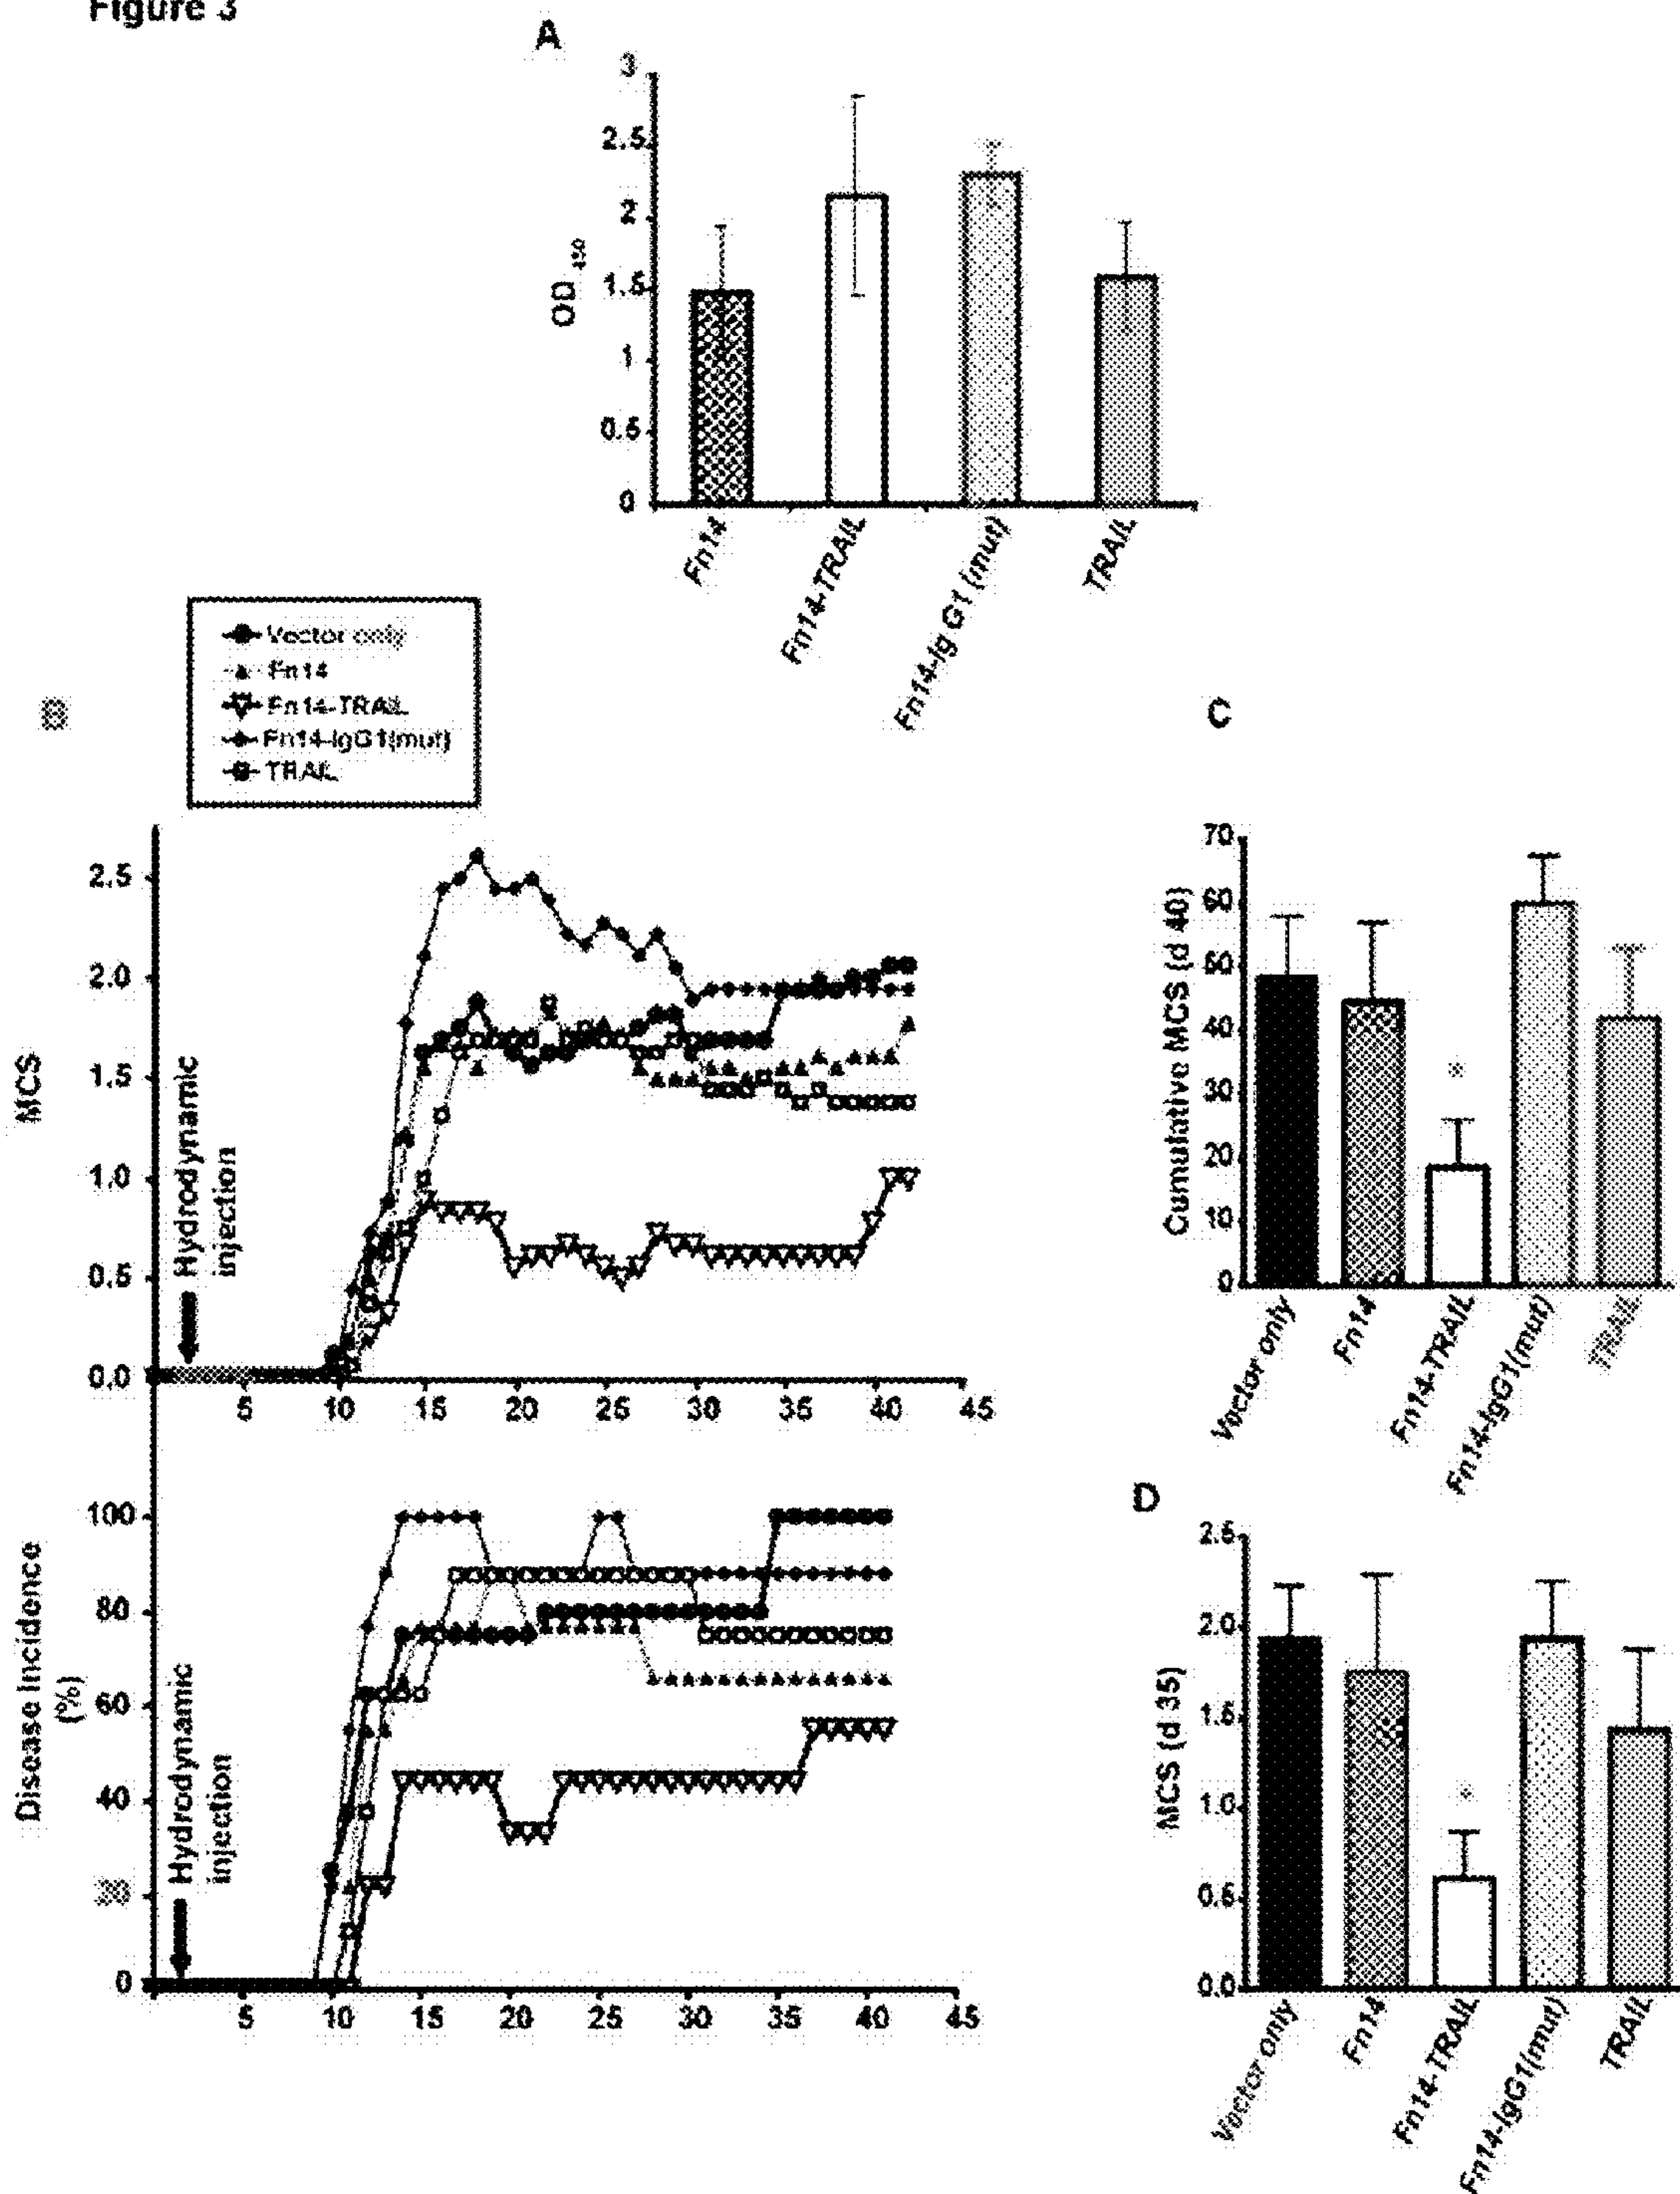 Figure 3
A
3
2.5
2
1.5
1
0.5
0
OD 450
Fn14
Fn14-TRAIL
Fn14-Ig G1 (mut)
TRAIL
B
Vector only
Fn14
Fn14-TRAIL
Fn14-IgG1(mut)
TRAIL
MCS
2.5
2.0
1.5
1.0
0.5
0.0
Hydrodynamic
injection
5 10 15 20 25 30 35 40 45
Disease Incidence
(%)
100
80
60
40
20
0
Hydrodynamic
injection
5 10 15 20 25 30 35 40 45
C
Cumulative MCS (d 40)
70
60
50
40
30
20
10
0
*
Vector only
Fn14
Fn14-TRAIL
Fn14-IgG1(mut)
TRAIL
D
MCS (d 35)
2.5
2.0
1.5
1.0
0.5
0.0
*
Vector only
Fn14
Fn14-TRAIL
Fn14-IgG1(mut)
TRAIL